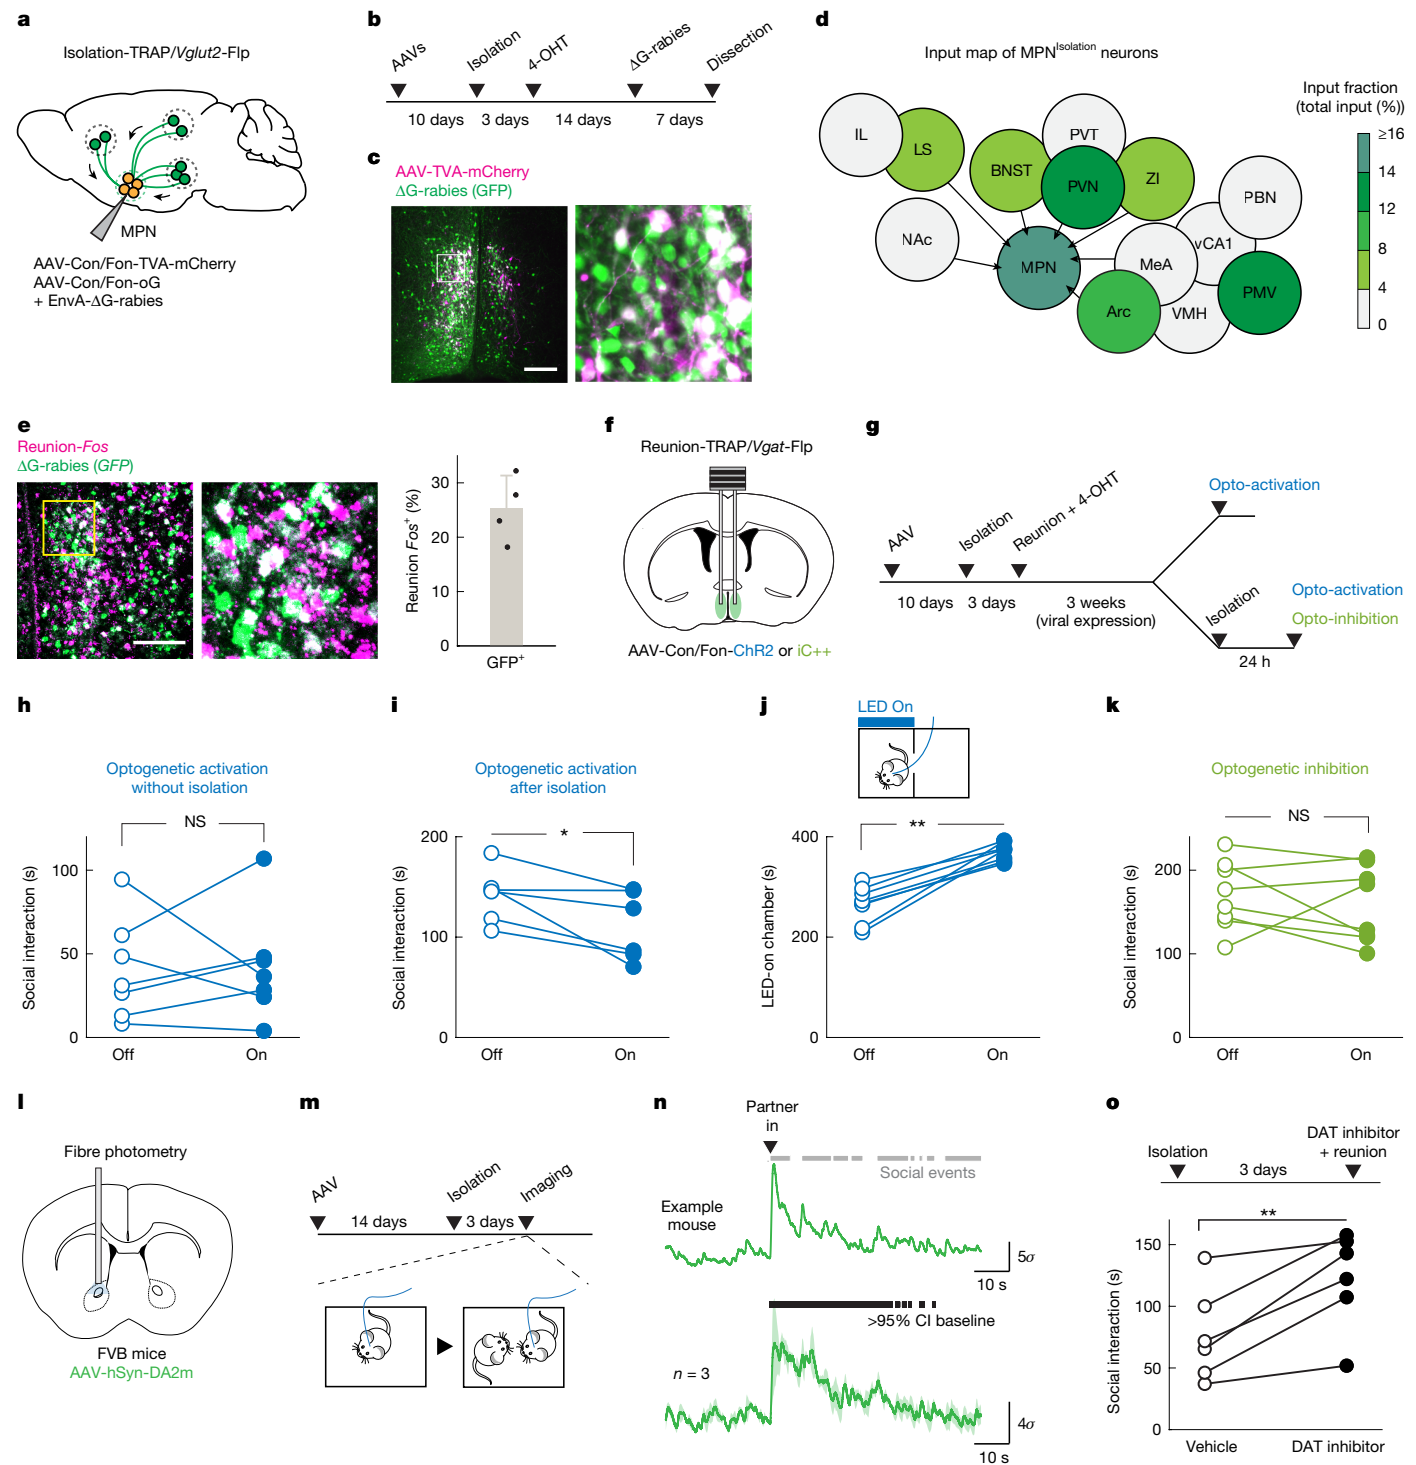 a
Isolation-TRAP/Vglut2-Flp
MPN
AAV-Con/Fon-TVA-mCherry
AAV-Con/Fon-oG
+ EnvA-ΔG-rabies
b
AAVs
Isolation
4-OHT
ΔG-rabies
Dissection
10 days
3 days
14 days
7 days
c
AAV-TVA-mCherry
ΔG-rabies (GFP)
d
Input map of MPNIsolation neurons
Input fraction
(total input (%))
≥16
14
12
8
4
0
IL
LS
BNST
PVT
PVN
ZI
PBN
NAc
MPN
MeA
vCA1
Arc
VMH
PMV
e
Reunion-Fos
ΔG-rabies (GFP)
Reunion Fos+ (%)
30
20
10
0
GFP+
f
Reunion-TRAP/Vgat-Flp
AAV-Con/Fon-ChR2 or iC++
g
AAV
Isolation
Reunion + 4-OHT
10 days
3 days
3 weeks
(viral expression)
Opto-activation
Isolation
Opto-activation
Opto-inhibition
24 h
h
Optogenetic activation
without isolation
NS
Social interaction (s)
100
50
0
Off
On
i
Optogenetic activation
after isolation
*
Social interaction (s)
200
100
0
Off
On
j
LED On
**
LED-on chamber (s)
400
200
0
Off
On
k
Optogenetic inhibition
NS
Social interaction (s)
200
100
0
Off
On
l
Fibre photometry
FVB mice
AAV-hSyn-DA2m
m
AAV
Isolation
Imaging
14 days
3 days
n
Partner
in
Social events
Example
mouse
5σ
10 s
>95% CI baseline
n = 3
4σ
10 s
o
Isolation
DAT inhibitor
+ reunion
3 days
**
Social interaction (s)
150
100
50
0
Vehicle
DAT inhibitor